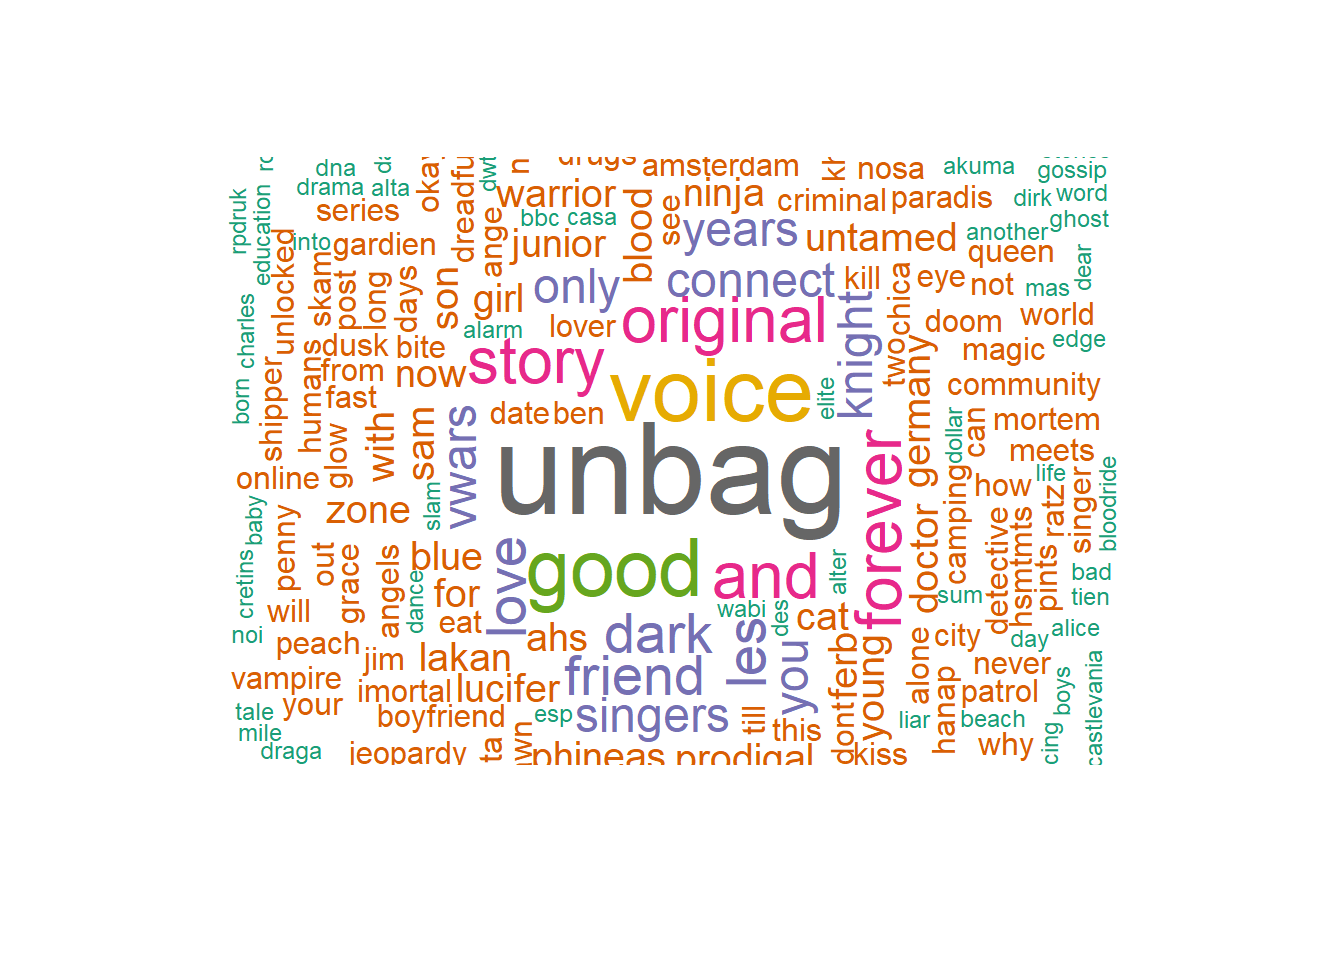 dna
drugs
amsterdam
nosa
akuma
gossip
drama
alta
okay
dreadful
dwt
warrior
ninja
criminal
paradis
dirk
word
rpdruk
education
series
bbc
casa
blood
see
years
untamed
another
ghost
into
gardien
ange
junior
queen
unlocked
skam
post
long
days
son
girl
only
connect
kill
chica
eye
not
mas
dear
charles
alarm
lover
original
knight
two
doom
world
dusk
bite
story
magic
edge
born
shipper
humans
from
now
voice
elite
germany
community
fast
date
ben
dollar
can
mortem
glow
with
sam
vwars
unbag
forever
meets
online
life
how
zone
slam
camping
ratz
singer
bloodride
baby
penny
out
grace
angels
blue
love
good
and
alter
doctor
detective
hsmtmts
pints
bad
cretins
dance
for
sum
tien
will
eat
wabi
des
cat
noi
peach
ahs
dark
les
city
day
alice
jim
lakan
friend
you
ferb
young
alone
never
vampire
imortal
lucifer
patrol
boys
castlevania
tale
your
boyfriend
esp
singers
till
this
dont
liar
hanap
beach
mile
why
cing
draga
jeopardy
ta
wn
phineas
prodigal
kiss